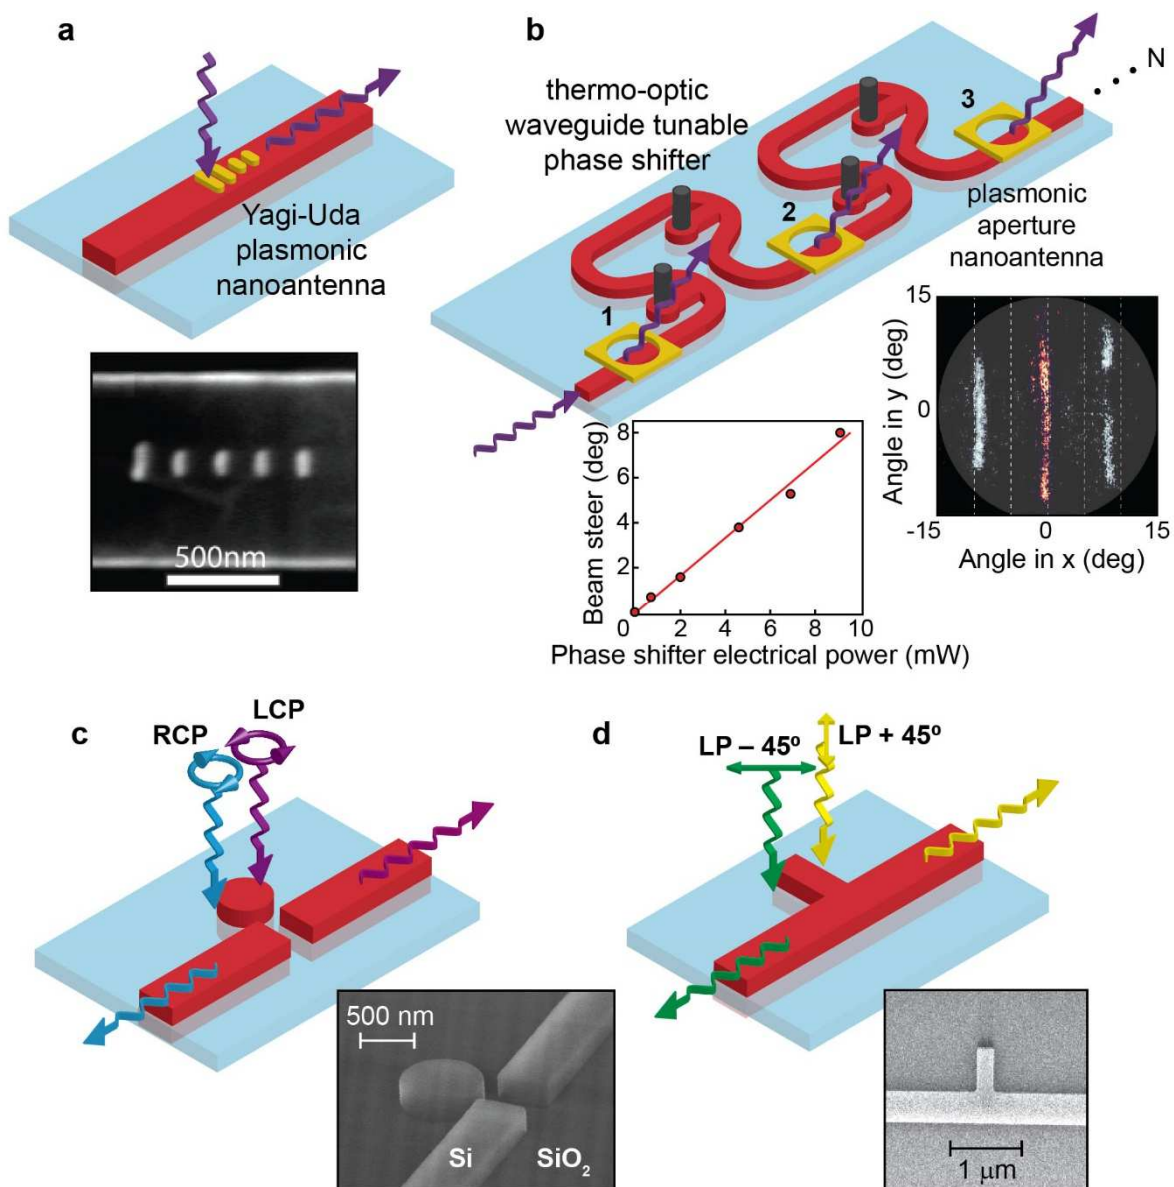 a
Yagi-Uda
plasmonic
nanoantenna
500nm
b
thermo-optic
waveguide tunable
phase shifter
1
2
3
N
plasmonic
aperture
nanoantenna
Beam steer (deg)
8
6
4
2
0
2
4
6
8
10
Phase shifter electrical power (mW)
Angle in y (deg)
15
0
-15
0
15
Angle in x (deg)
c
RCP
LCP
500 nm
Si
SiO₂
d
LP – 45º
LP + 45º
1 μm